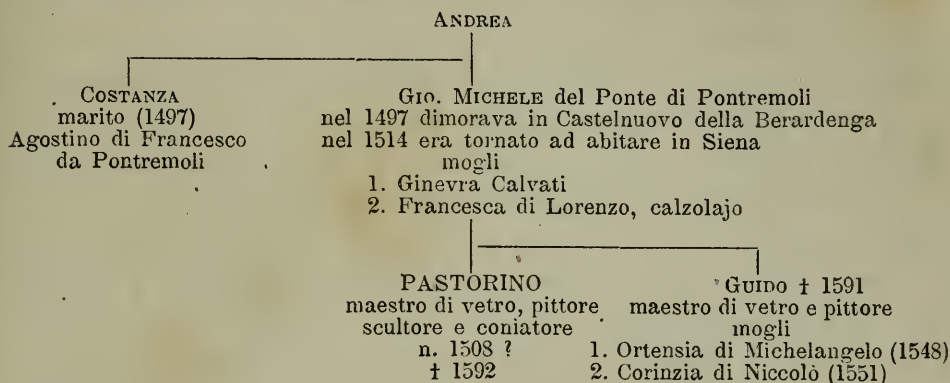 ANDREA
COSTANZA
marito (1497)
Agostino di Francesco
da Pontremoli
GIO. MICHELE del Ponte di Pontremoli
nel 1497 dimorava in Castelnuovo della Berardenga
nel 1514 era tornato ad abitare in Siena
mogli
1. Ginevra Calvati
2. Francesca di Lorenzo, calzolajo
PASTORINO
maestro di vetro, pittore
scultore e coniatore
n. 1508 ?
† 1592
GUIDO † 1591
maestro di vetro e pittore
mogli
1. Ortensia di Michelangelo (1548)
2. Corinzia di Niccolò (1551)